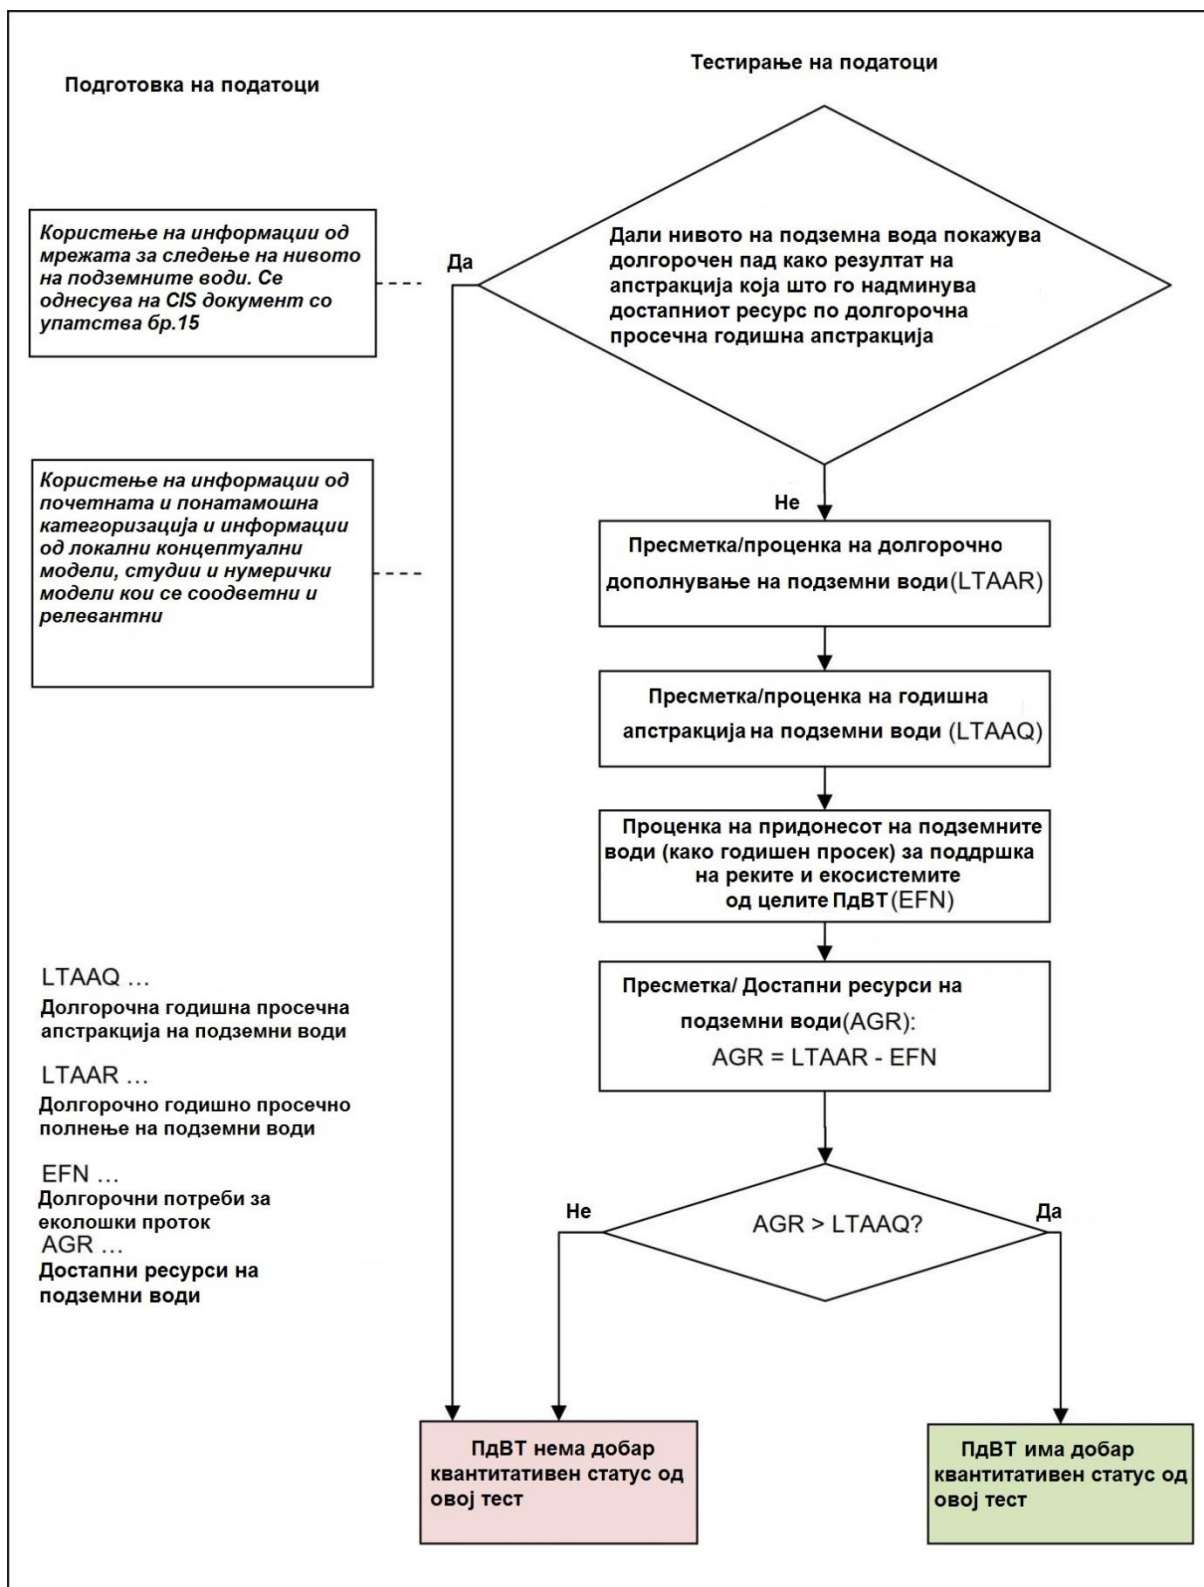 Подготовка на податоци
Тестирање на податоци
Користење на информации од
мрежата за следење на нивото
на подземните води. Се
однесува на CIS документ со
упатства бр.15
Да
Дали нивото на подземна вода покажува
долгорочен пад како резултат на
апстракција која што го надминува
достапниот ресурс по долгорочна
просечна годишна апстракција
Користење на информации од
почетната и понатамошна
категоризација и информации
од локални концептуални
модели, студии и нумерички
модели кои се соодветни и
релевантни
Не
Пресметка/проценка на долгорочно
дополнување на подземни води(LTAAR)
Пресметка/проценка на годишна
апстракција на подземни води (LTAAQ)
Проценка на придонесот на подземните
води (како годишен просек) за поддршка
на реките и екосистемите
од целите ПдВТ(EFN)
Пресметка/ Достапни ресурси на
подземни води(AGR):
AGR = LTAAR - EFN
LTAAQ ...
Долгорочна годишна просечна
апстракција на подземни води
LTAAR ...
Долгорочно годишно просечно
полнење на подземни води
EFN ...
Долгорочни потреби за
еколошки проток
AGR ...
Достапни ресурси на
подземни води
Не
AGR > LTAAQ?
Да
ПдВТ нема добар
квантитативен статус од
овој тест
ПдВТ има добар
квантитативен статус од
овој тест